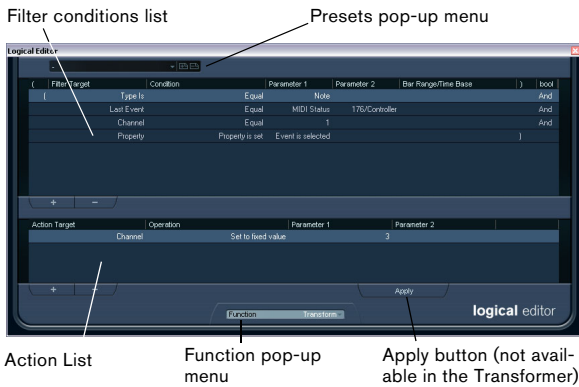 Filter conditions list
Presets pop-up menu
Logical Editor
-
( Filter Target Condition Parameter 1 Parameter 2 Bar Range/Time Base ) bool
( Type Is Equal Note And
Last Event Equal MIDI Status 176/Controller And
Channel Equal 1 And
Property Property is set Event is selected )
+ -
Action Target Operation Parameter 1 Parameter 2
Channel Set to fixed value 3
+ -
Apply
Function Transform
logical editor
Action List
Function pop-up
menu
Apply button (not avail-
able in the Transformer)